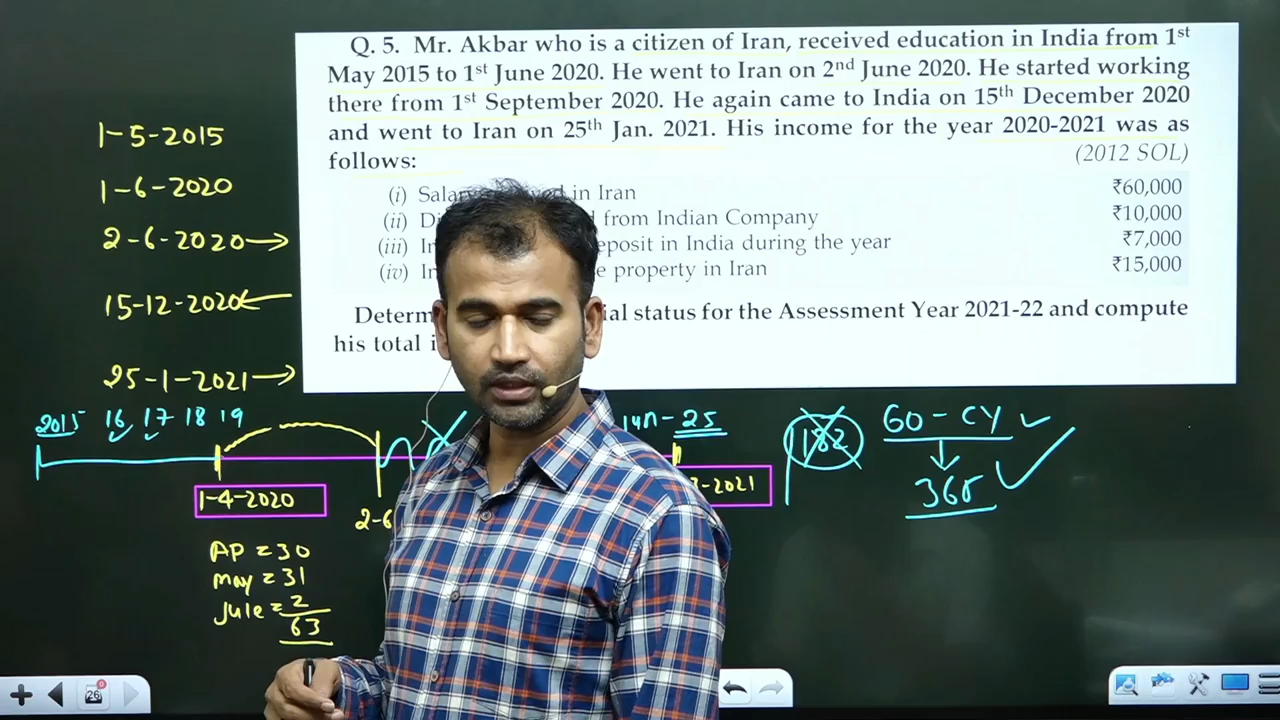 Q. 5. Mr. Akbar who is a citizen of Iran, received education in India from 1st
May 2015 to 1st June 2020. He went to Iran on 2nd June 2020. He started working
there from 1st September 2020. He again came to India on 15th December 2020
and went to Iran on 25th Jan. 2021. His income for the year 2020-2021 was as
follows:
(2012 SOL)
(i) in Iran ₹60,000
(ii) from Indian Company ₹10,000
(iii) in India during the year ₹7,000
(iv) property in Iran ₹15,000
status for the Assessment Year 2021-22 and compute
his total
1-5-2015
1-6-2020
2-6-2020
15-12-2020
25-1-2021
2015 16 17 18 19
25
182
60-CY
365
1-4-2020
2-6
-2021
AP = 30
May = 31
June = 2
63
26